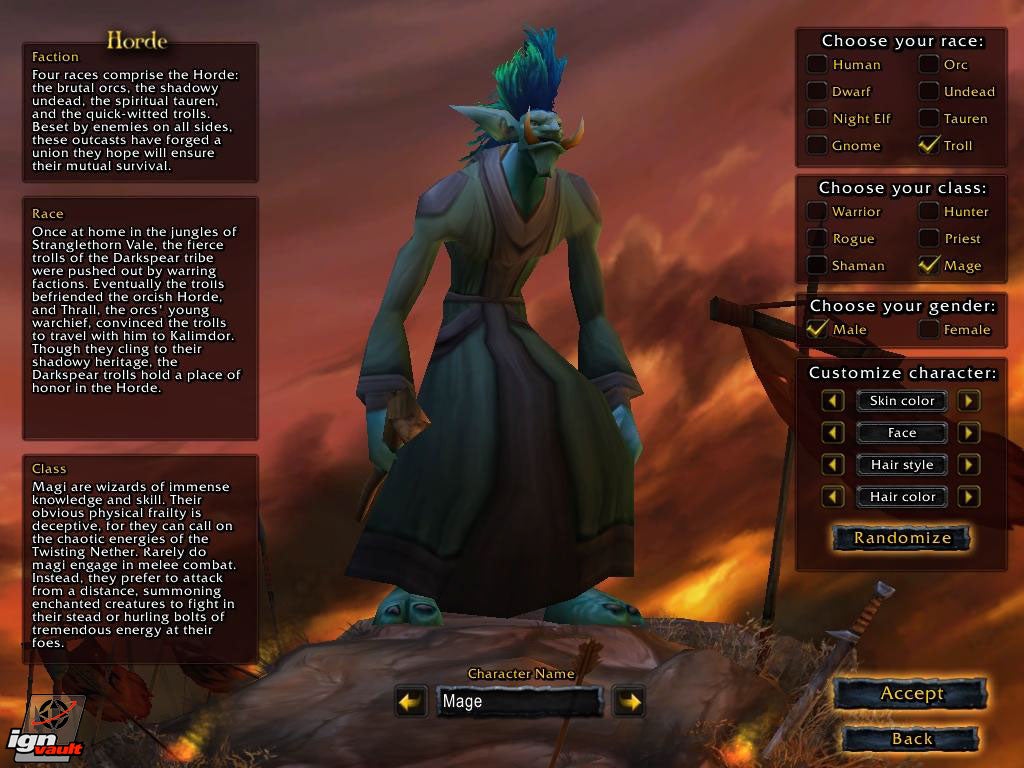 Horde
Faction
Four races comprise the Horde:
the brutal orcs, the shadowy
undead, the spiritual tauren,
and the quick-witted trolls.
Beset by enemies on all sides,
these outcasts have forged a
union they hope will ensure
their mutual survival.
Race
Once at home in the jungles of
Stranglethorn Vale, the fierce
trolls of the Darkspear tribe
were pushed out by warring
factions. Eventually the trolls
befriended the orcish Horde,
and Thrall, the orcs' young
warchief, convinced the trolls
to travel with him to Kalimdor.
Though they cling to their
shadowy heritage, the
Darkspear trolls hold a place of
honor in the Horde.
Class
Magi are wizards of immense
knowledge and skill. Their
obvious physical frailty is
deceptive, for they can call on
the chaotic energies of the
Twisting Nether. Rarely do
magi engage in melee combat.
Instead, they prefer to attack
from a distance, summoning
enchanted creatures to fight in
their stead or hurling bolts of
tremendous energy at their
foes.
ign
vault
Character Name
Mage
Choose your race:
Human Orc
Dwarf Undead
Night Elf Tauren
Gnome Troll
Choose your class:
Warrior Hunter
Rogue Priest
Shaman Mage
Choose your gender:
Male Female
Customize character:
Skin color
Face
Hair style
Hair color
Randomize
Accept
Back